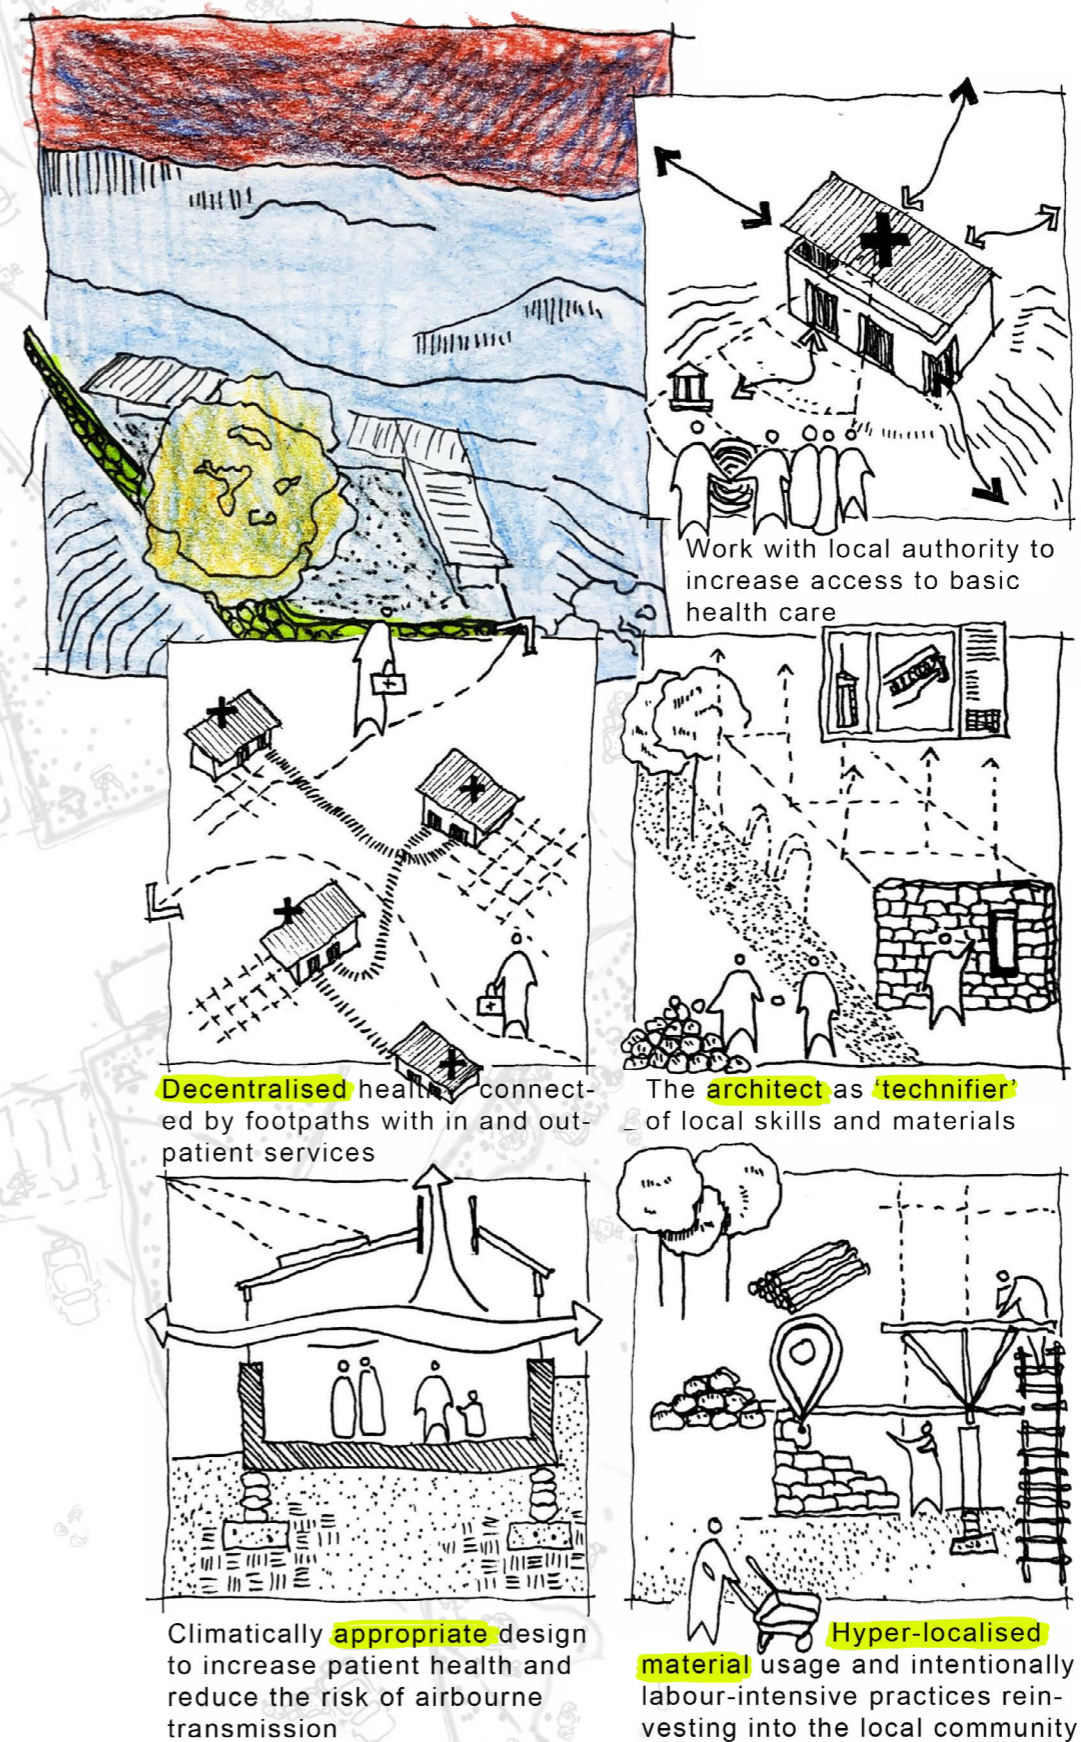 Work with local authority to
increase access to basic
health care
Decentralised health connect-
ed by footpaths with in and out-
patient services
The architect as ‘technifier’
of local skills and materials
Climatically appropriate design
to increase patient health and
reduce the risk of airbourne
transmission
Hyper-localised
material usage and intentionally
labour-intensive practices rein-
vesting into the local community